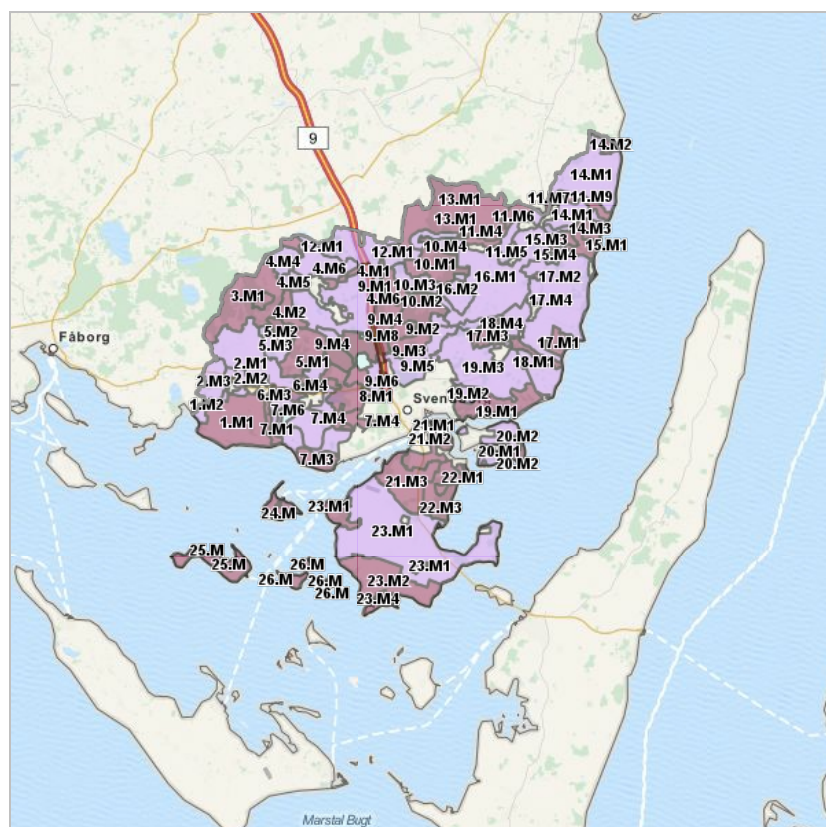 9
14.M2
14.M1
11.M7
11.M9
13.M1
13.M1
11.M6
14.M1
11.M4
14.M3
12.M1
12.M1
10.M4
15.M3
15.M1
4.M4
11.M5
15.M4
4.M6
4.M1
10.M1
4.M5
9.M1
10.M3
16.M1
17.M2
3.M1
4.M6
10.M2
16.M2
17.M4
4.M2
9.M4
18.M4
5.M2
9.M2
Fåborg
5.M3
9.M4
9.M8
17.M3
17.M1
9.M3
2.M1
5.M1
9.M5
19.M3
18.M1
2.M3
2.M2
6.M4
9.M6
6.M3
8.M1
19.M2
1.M2
7.M6
Sven
19.M1
1.M1
7.M1
7.M4
7.M4
21.M1
20.M2
21.M2
20.M1
7.M3
20.M2
21.M3
22.M1
24.M
23.M1
22.M3
23.M1
25.M
25.M
26.M
23.M1
26.M
26.M
23.M2
26.M
23.M4
Marstal Bugt